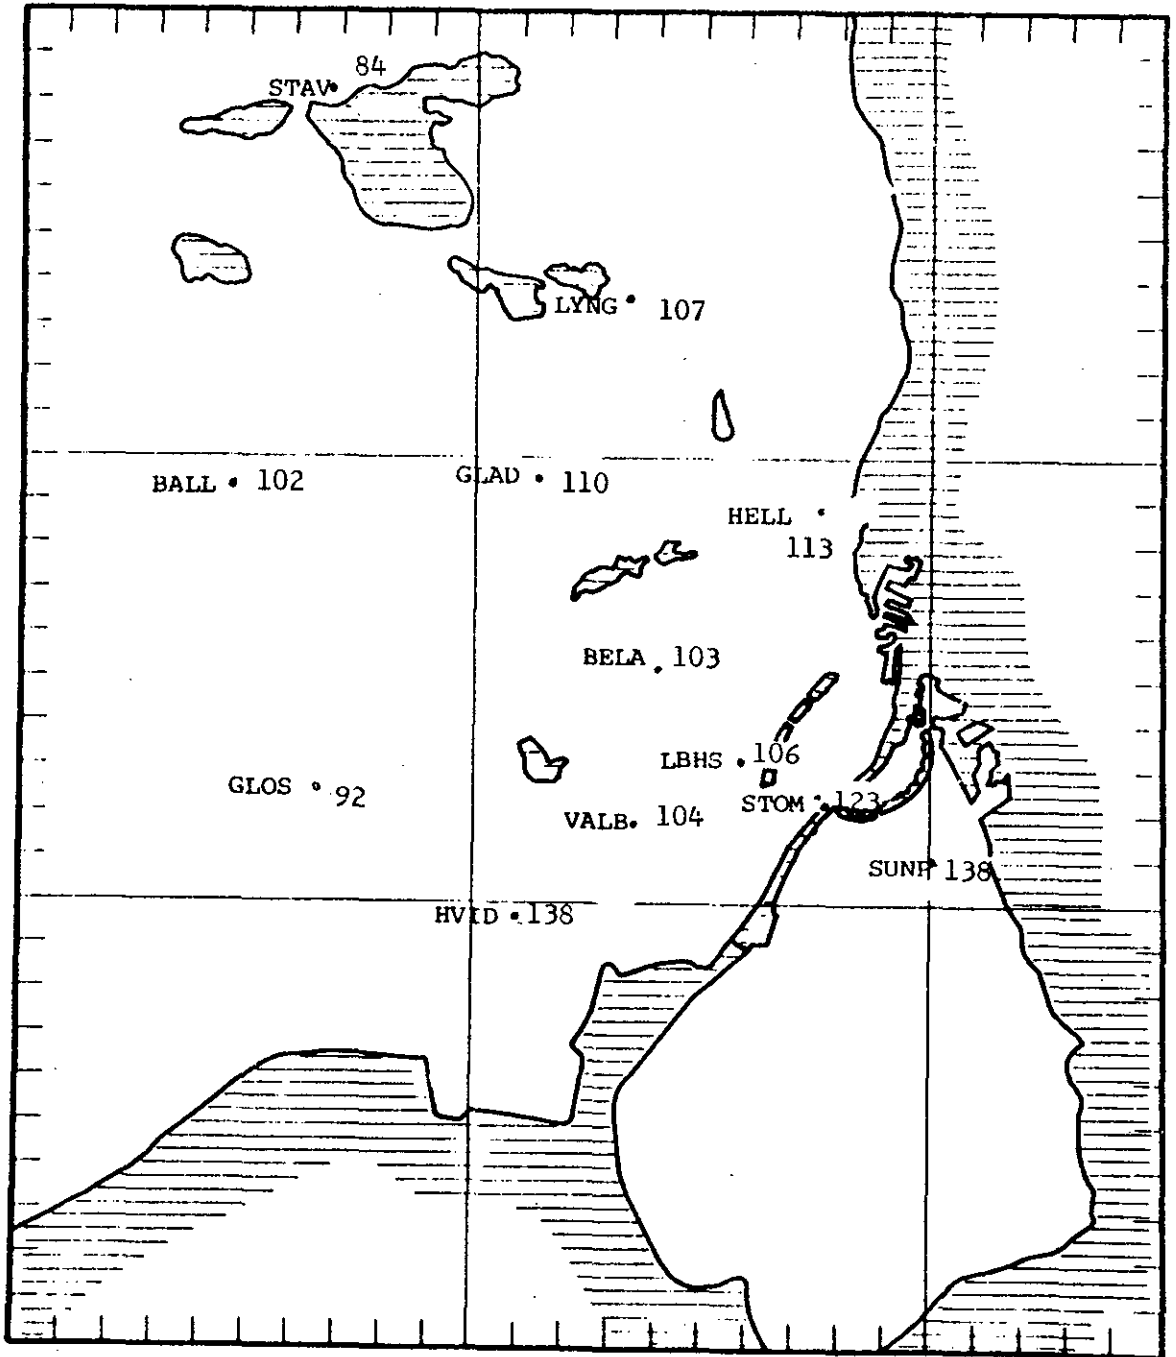 84
STAV
LYNG 107
BALL 102
GLAD 110
HELL
113
BELA 103
LBHS 106
GLOS 92
STOM 123
VALB 104
SUNP 138
HVID 138